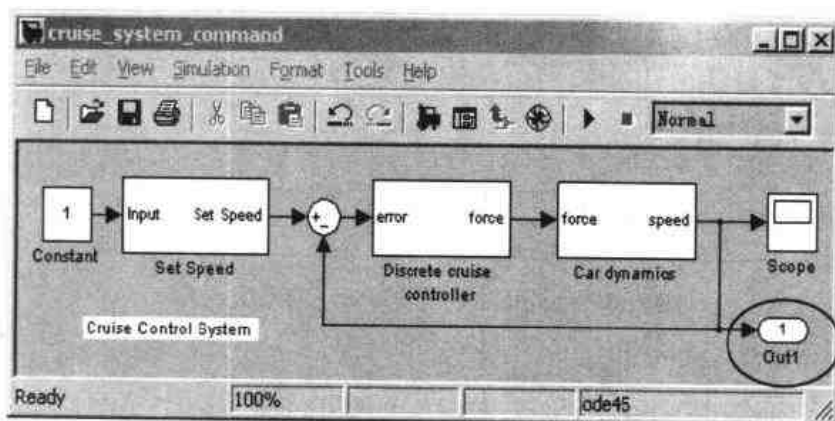 cruise_system_command
File Edit View Simulation Format Tools Help
Normal
1
Constant
Input Set Speed
Set Speed
+
-
error force
Discrete cruise
controller
force speed
Car dynamics
Scope
Cruise Control System
1
Out1
Ready 100% ode45